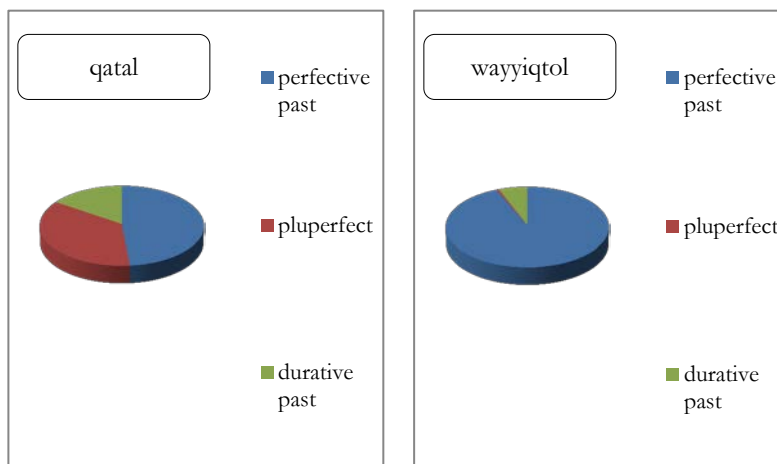 qatal
perfective
past
pluperfect
durative
past
wayyiqtol
perfective
past
pluperfect
durative
past